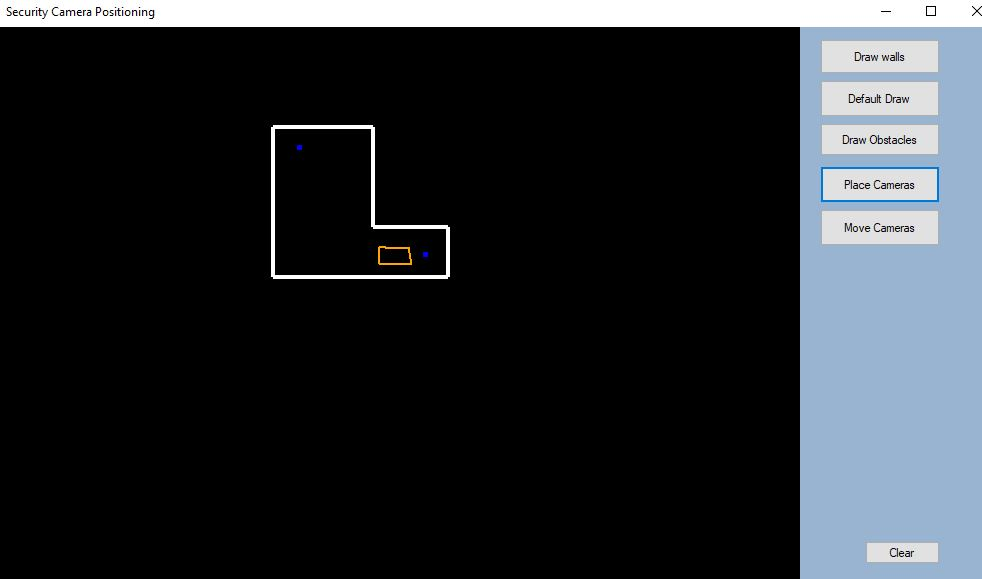 Security Camera Positioning
Draw walls
Default Draw
Draw Obstacles
Place Cameras
Move Cameras
Clear